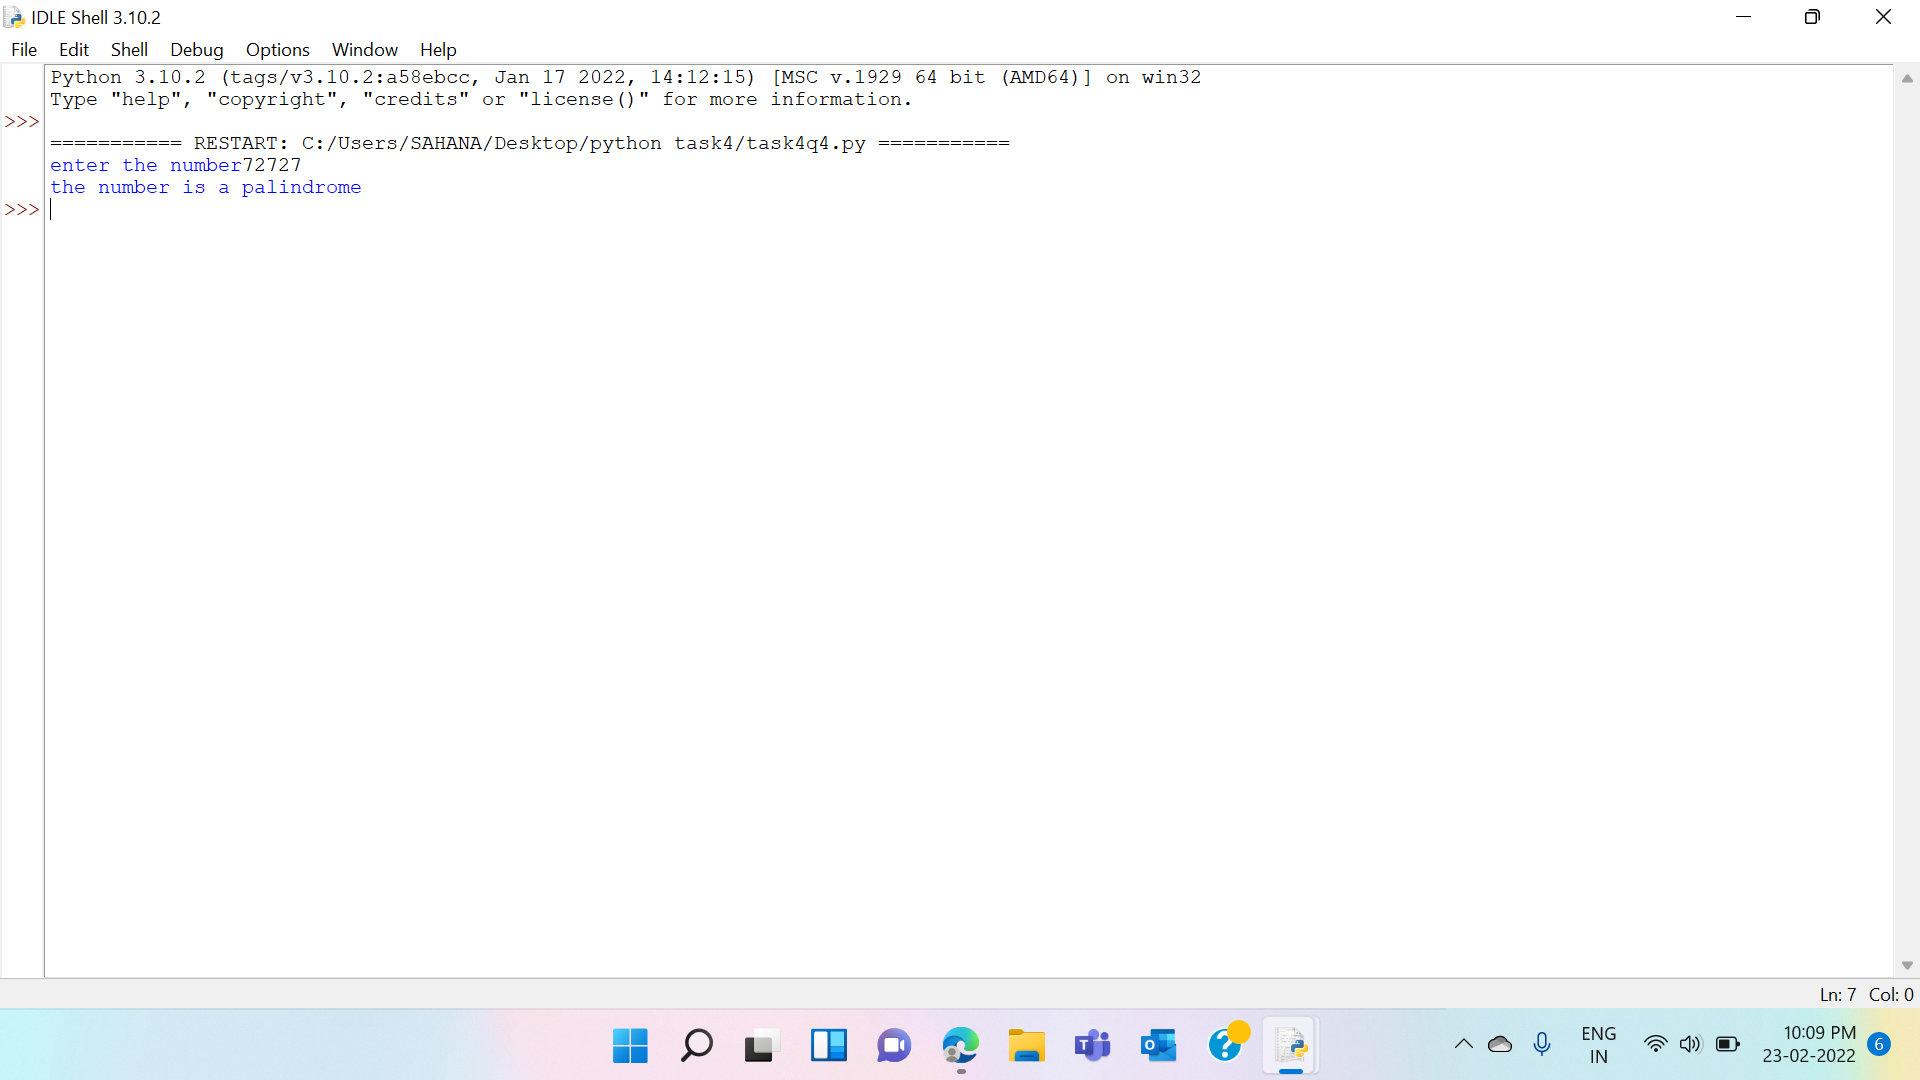 IDLE Shell 3.10.2
File Edit Shell Debug Options Window Help
Python 3.10.2 (tags/v3.10.2:a58ebcc, Jan 17 2022, 14:12:15) [MSC v.1929 64 bit (AMD64)] on win32
Type "help", "copyright", "credits" or "license()" for more information.
>>>
=========== RESTART: C:/Users/SAHANA/Desktop/python task4/task4q4.py ===========
enter the number72727
the number is a palindrome
>>>
Ln: 7 Col: 0
ENG
IN
10:09 PM
23-02-2022
6